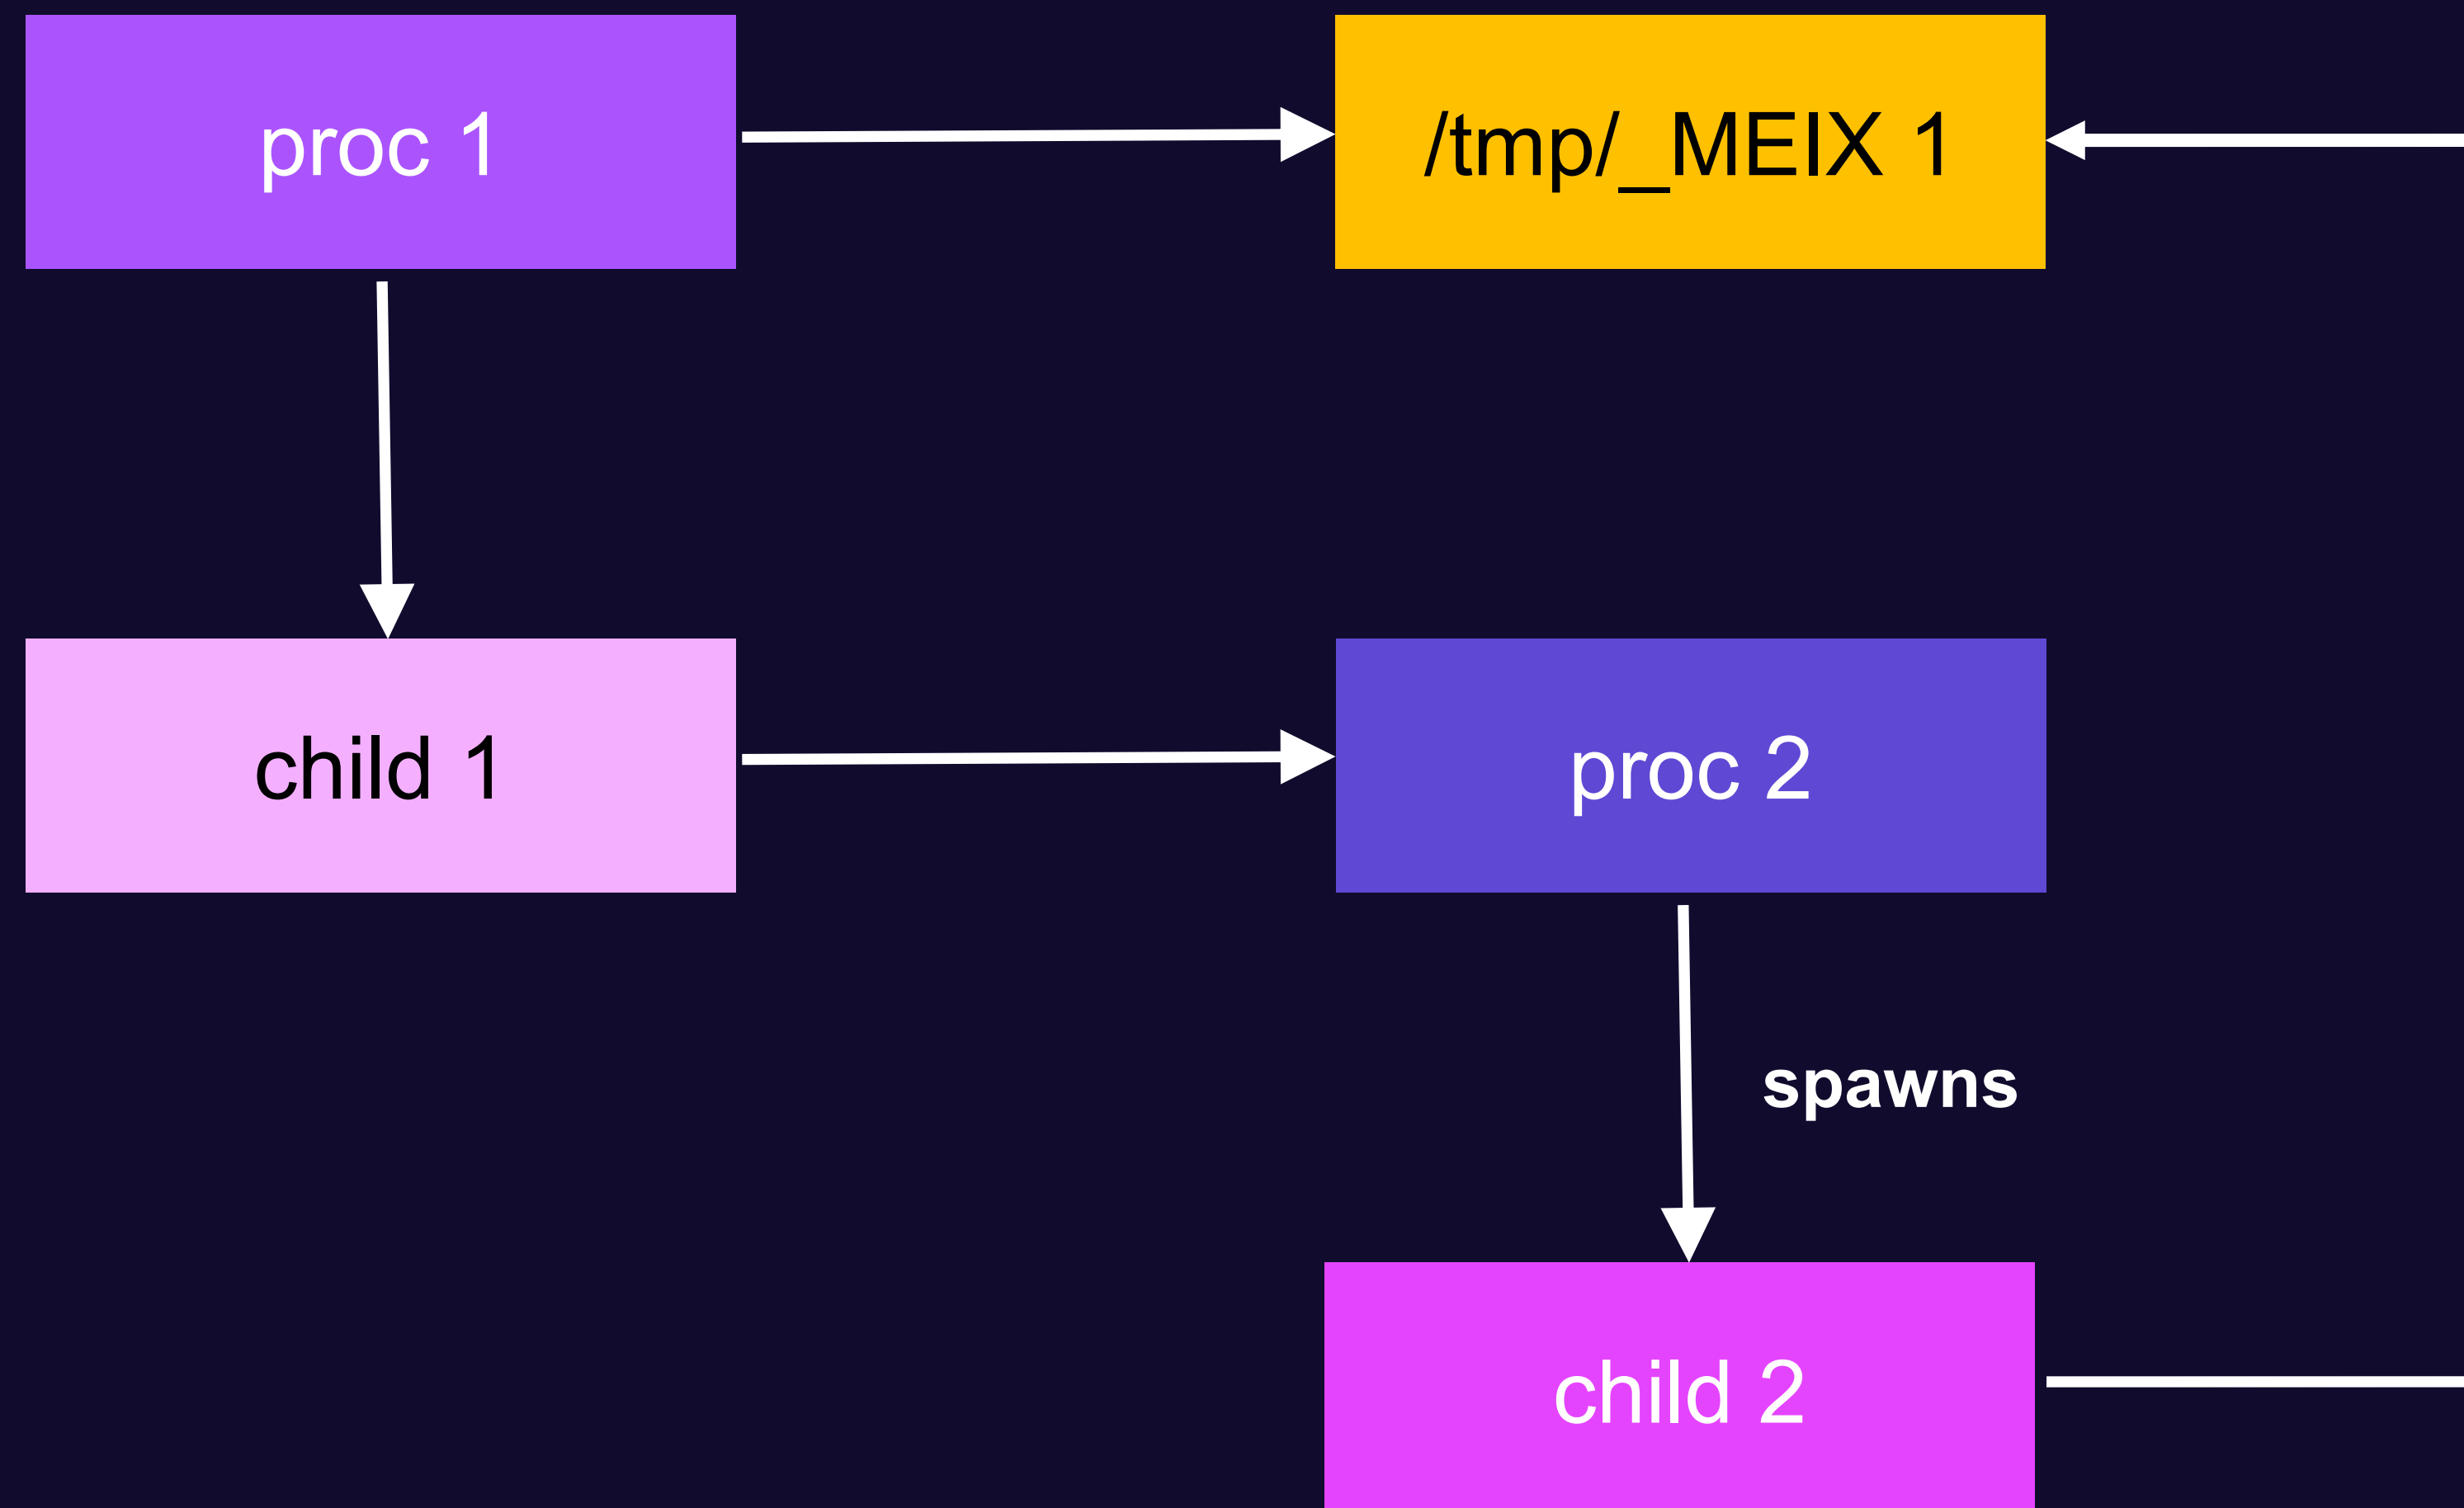 proc 1
/tmp/_MEIX 1
child 1
proc 2
spawns
child 2